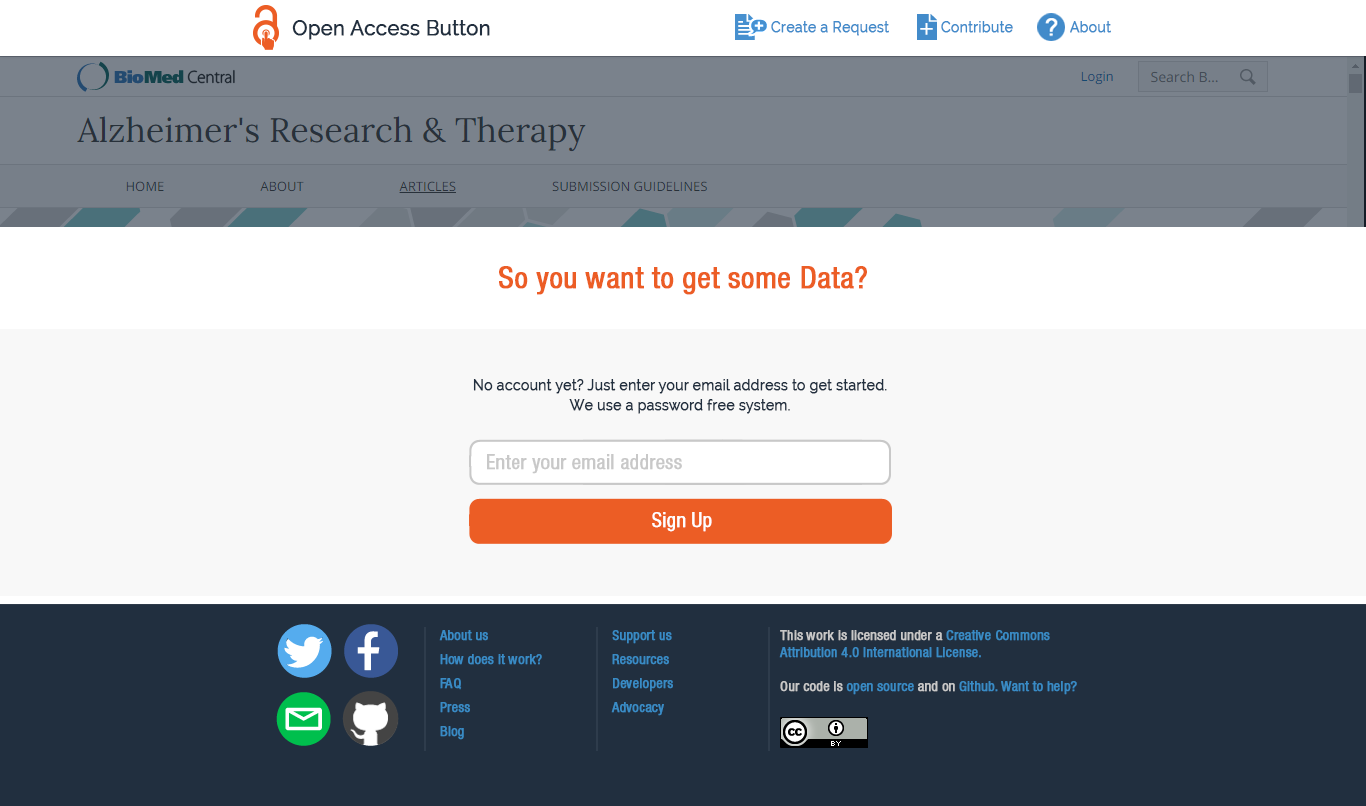 Open Access Button
Create a Request
Contribute
? About
BioMed Central
Login
Search B...
Alzheimer's Research & Therapy
HOME
ABOUT
ARTICLES
SUBMISSION GUIDELINES
So you want to get some Data?
No account yet? Just enter your email address to get started.
We use a password free system.
Enter your email address
Sign Up
About us
How does it work?
FAQ
Press
Blog
Support us
Resources
Developers
Advocacy
This work is licensed under a Creative Commons
Attribution 4.0 International License.
Our code is open source and on Github. Want to help?
cc
BY